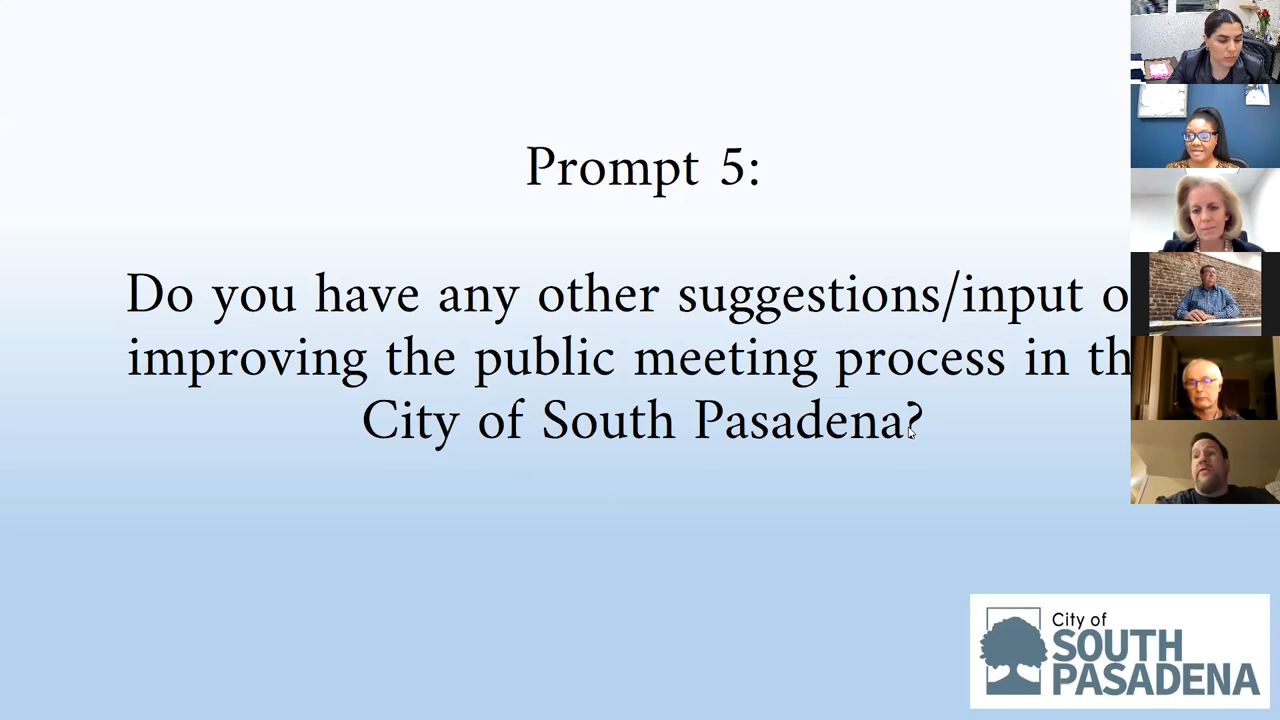 Prompt 5:
Do you have any other suggestions/input o
improving the public meeting process in th
City of South Pasadena?
City of
SOUTH
PASADENA